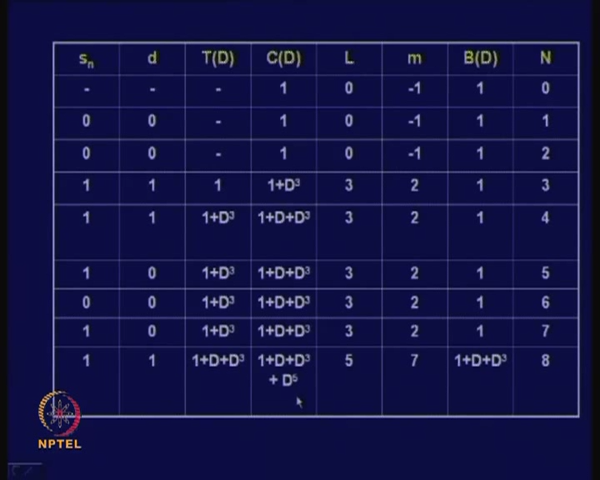 sₙ d T(D) C(D) L m B(D) N
- - - 1 0 -1 1 0
0 0 - 1 0 -1 1 1
0 0 - 1 0 -1 1 2
1 1 1 1+D³ 3 2 1 3
1 1 1+D³ 1+D+D³ 3 2 1 4
1 0 1+D³ 1+D+D³ 3 2 1 5
0 0 1+D³ 1+D+D³ 3 2 1 6
1 0 1+D³ 1+D+D³ 3 2 1 7
1 1 1+D+D³ 1+D+D³ 5 7 1+D+D³ 8
+ D⁵
NPTEL